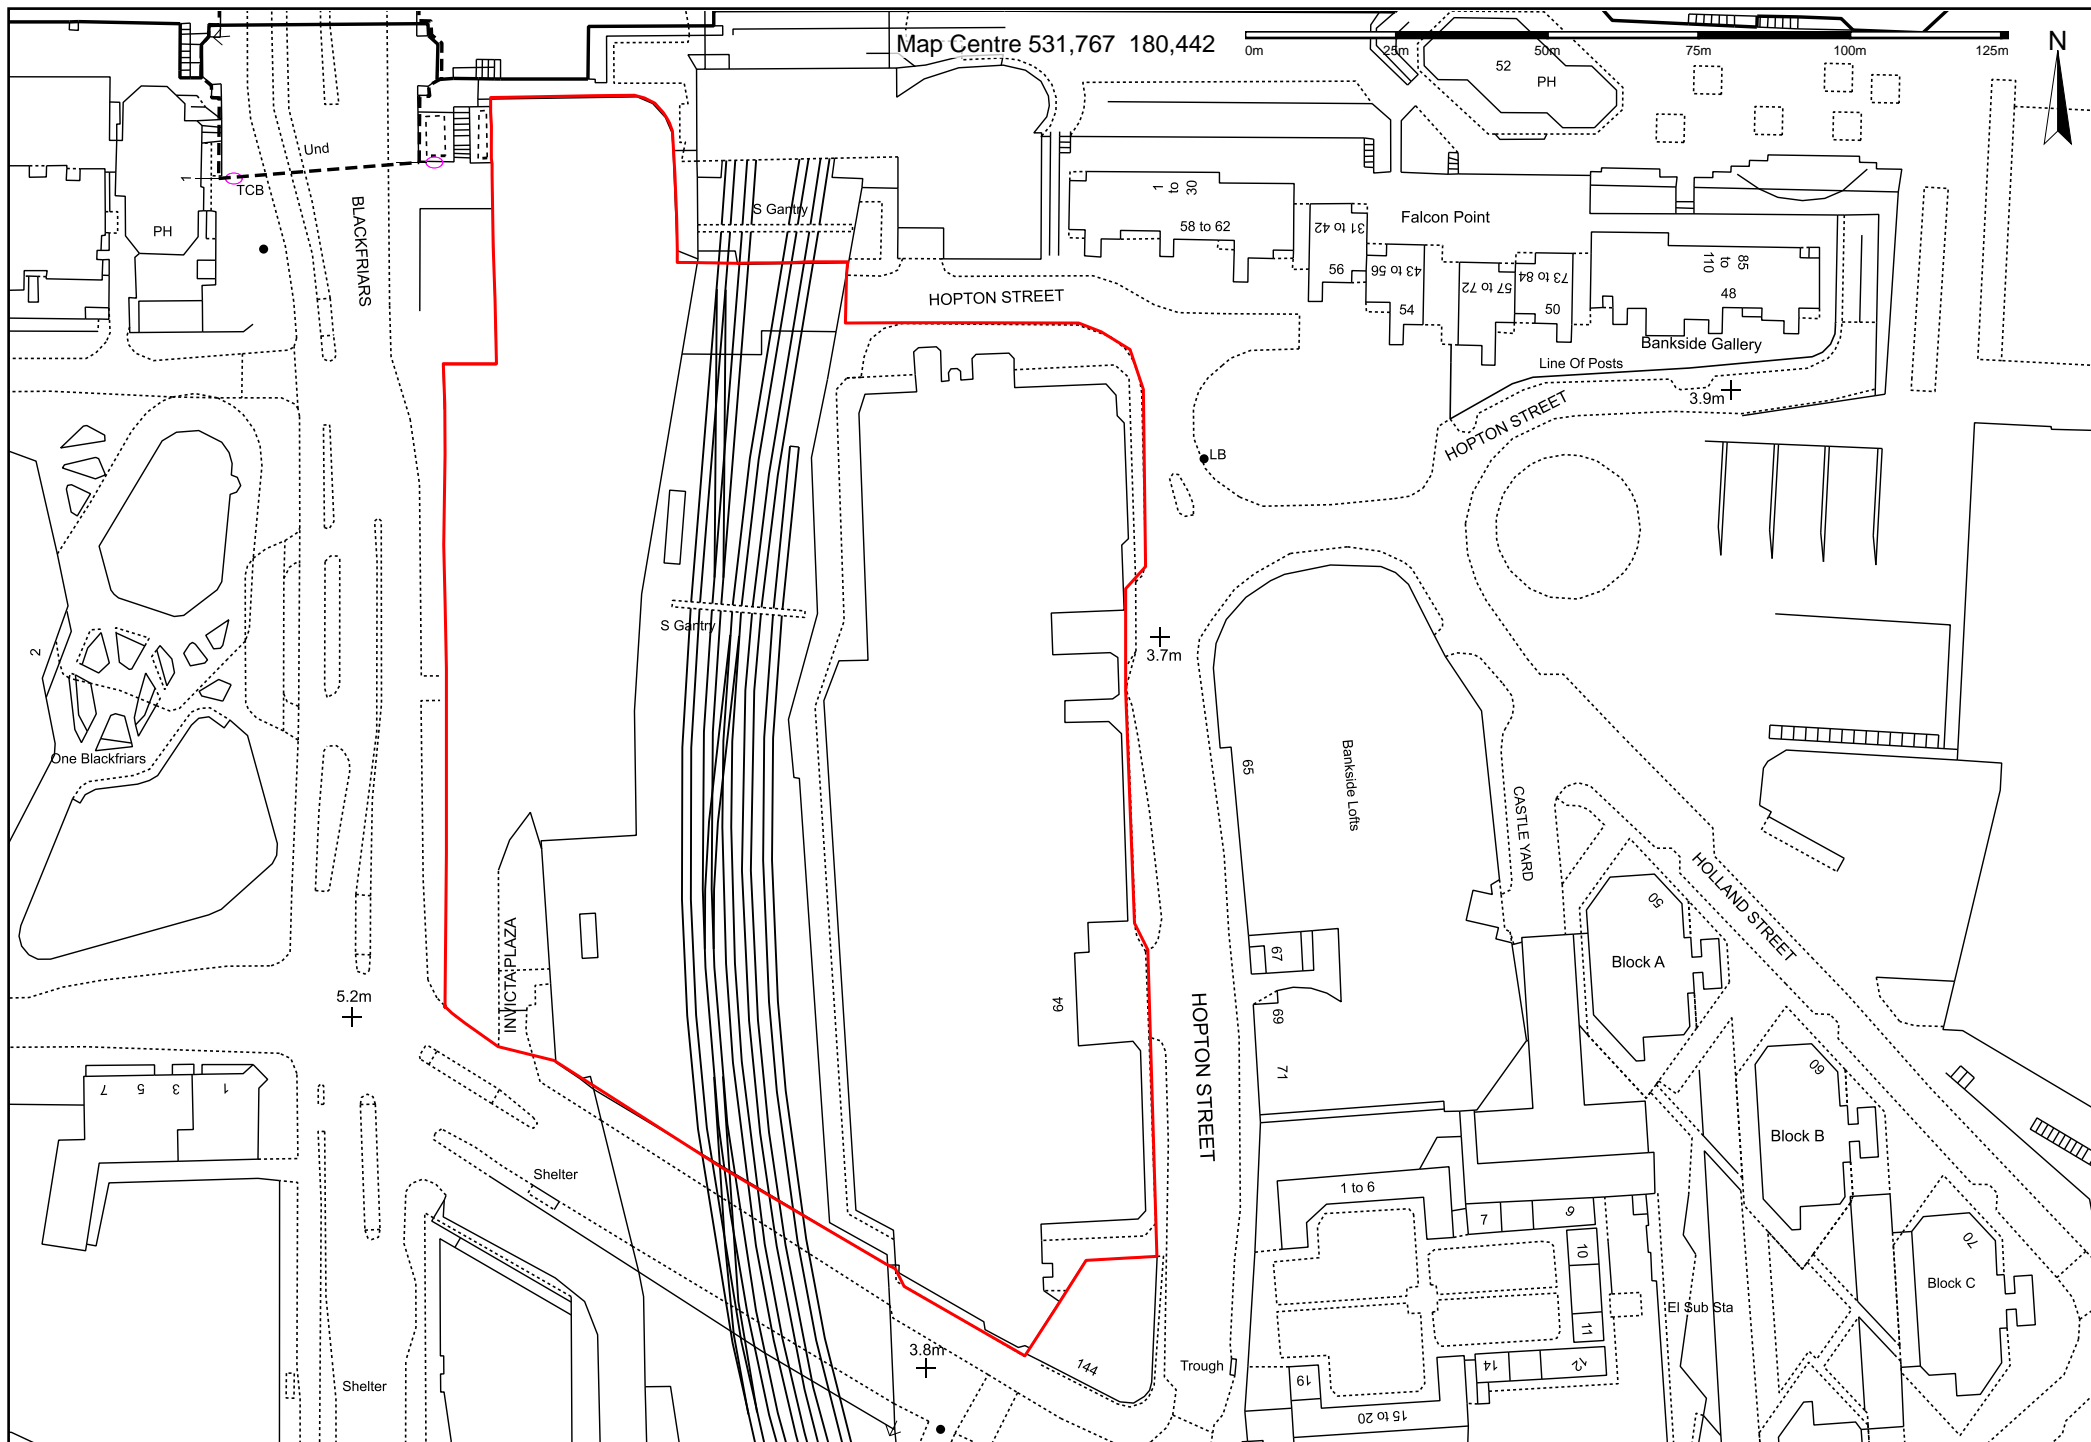 Map Centre 531,767 180,442
0m
25m
50m
75m
100m
125m
N
52
PH
Und
1
TCB
PH
BLACKFRIARS
S Gantry
1
to
30
58 to 62
31 to 42
95
43 to 56
54
57 to 72
73 to 84
50
Falcon Point
85
to
110
48
HOPTON STREET
Bankside Gallery
Line Of Posts
3.9m
HOPTON STREET
LB
S Gantry
3.7m
2
One Blackfriars
65
Bankside Lofts
CASTLE YARD
HOLLAND STREET
50
Block A
INVICTA PLAZA
67
5.2m
64
69
HOPTON STREET
71
7
5
3
1
60
Block B
Shelter
1 to 6
7
9
10
70
Block C
11
El Sub Sta
3.8m
144
Trough
14
12
19
Shelter
15 to 20